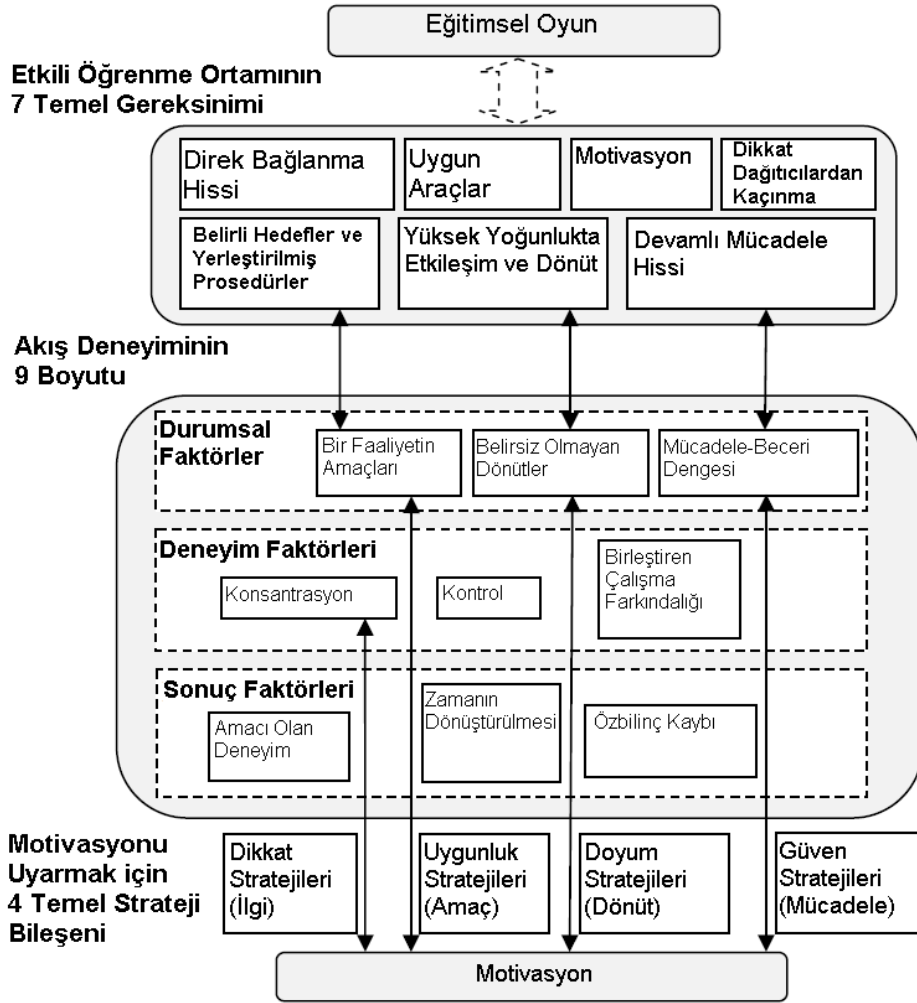 Eğitimsel Oyun
Etkili Öğrenme Ortamının
7 Temel Gereksinimi
Direk Bağlanma
Hissi
Uygun
Araçlar
Motivasyon
Dikkat
Dağıtıcılardan
Kaçınma
Belirli Hedefler ve
Yerleştirilmiş
Prosedürler
Yüksek Yoğunlukta
Etkileşim ve Dönüt
Devamlı Mücadele
Hissi
Akış Deneyiminin
9 Boyutu
Durumsal
Faktörler
Bir Faaliyetin
Amaçları
Belirsiz Olmayan
Dönütler
Mücadele-Beceri
Dengesi
Deneyim Faktörleri
Konsantrasyon
Kontrol
Birleştiren
Çalışma
Farkındalığı
Sonuç Faktörleri
Amacı Olan
Deneyim
Zamanın
Dönüştürülmesi
Özbilinç Kaybı
Motivasyonu
Uyarmak için
4 Temel Strateji
Bileşeni
Dikkat
Stratejileri
(İlgi)
Uygunluk
Stratejileri
(Amaç)
Doyum
Stratejileri
(Dönüt)
Güven
Stratejileri
(Mücadele)
Motivasyon